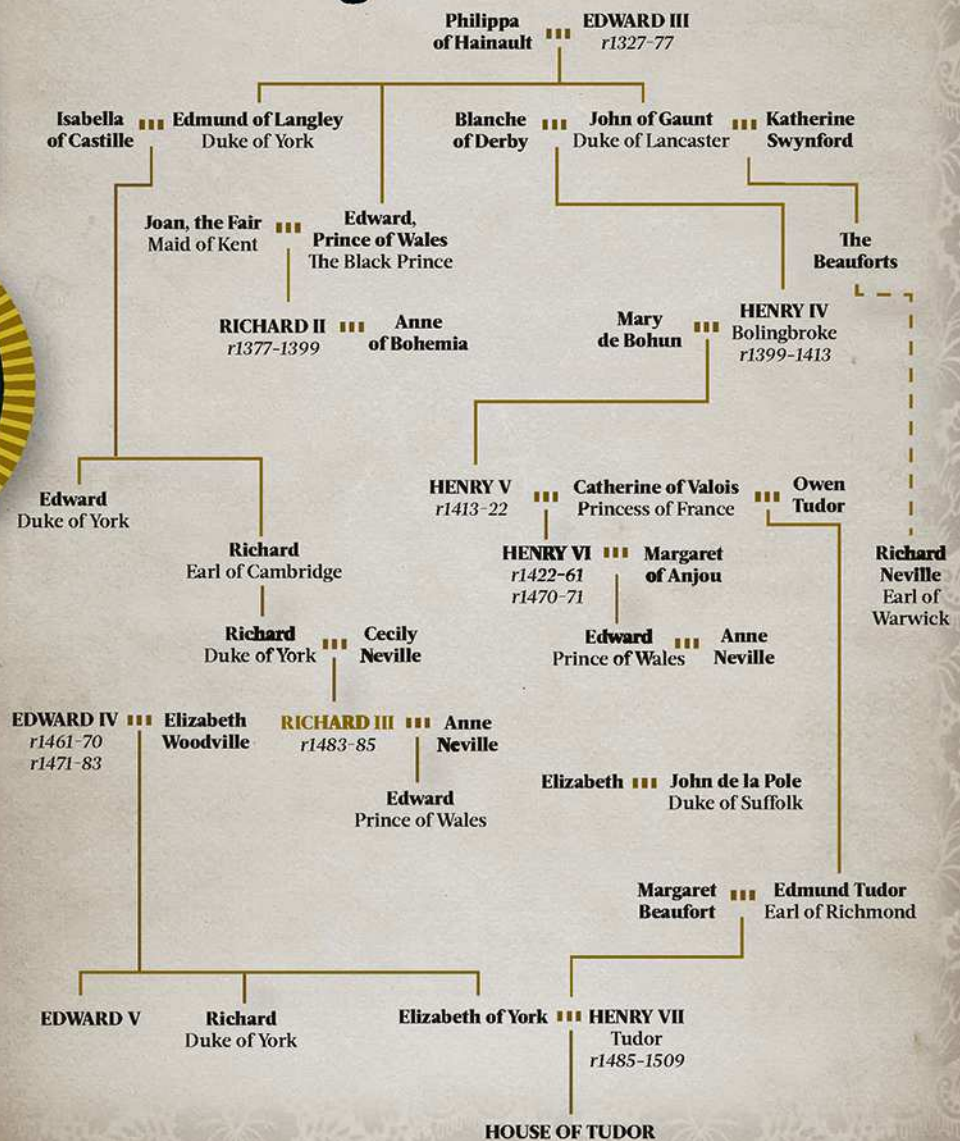 Philippa
of Hainault
EDWARD III
r1327-77
Isabella
of Castille
Edmund of Langley
Duke of York
Blanche
of Derby
John of Gaunt
Duke of Lancaster
Katherine
Swynford
Joan, the Fair
Maid of Kent
Edward,
Prince of Wales
The Black Prince
The
Beauforts
RICHARD II
r1377-1399
Anne
of Bohemia
Mary
de Bohun
HENRY IV
Bolingbroke
r1399-1413
Edward
Duke of York
HENRY V
r1413-22
Catherine of Valois
Princess of France
Owen
Tudor
Richard
Earl of Cambridge
HENRY VI
r1422-61
r1470-71
Margaret
of Anjou
Richard
Neville
Earl of
Warwick
Richard
Duke of York
Cecily
Neville
Edward
Prince of Wales
Anne
Neville
EDWARD IV
r1461-70
r1471-83
Elizabeth
Woodville
RICHARD III
r1483-85
Anne
Neville
Edward
Prince of Wales
Elizabeth
John de la Pole
Duke of Suffolk
Margaret
Beaufort
Edmund Tudor
Earl of Richmond
EDWARD V
Richard
Duke of York
Elizabeth of York
HENRY VII
Tudor
r1485-1509
HOUSE OF TUDOR